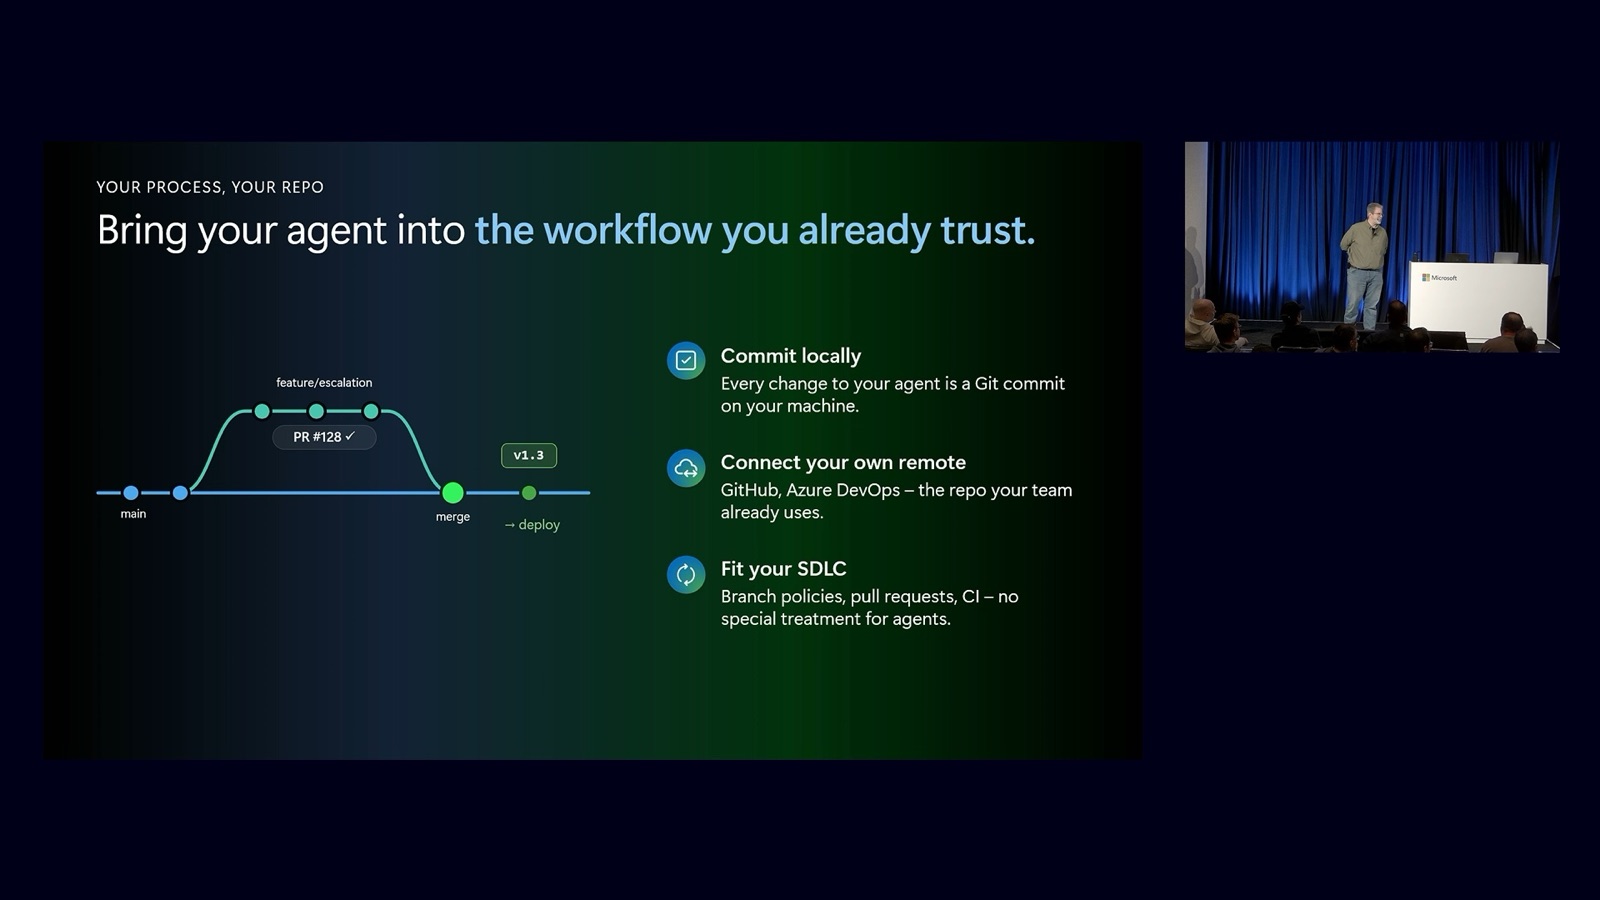 YOUR PROCESS, YOUR REPO
Bring your agent into the workflow you already trust.
feature/escalation
PR #128 ✓
v1.3
main
merge
→ deploy
Commit locally
Every change to your agent is a Git commit
on your machine.
Connect your own remote
GitHub, Azure DevOps – the repo your team
already uses.
Fit your SDLC
Branch policies, pull requests, CI – no
special treatment for agents.
Microsoft